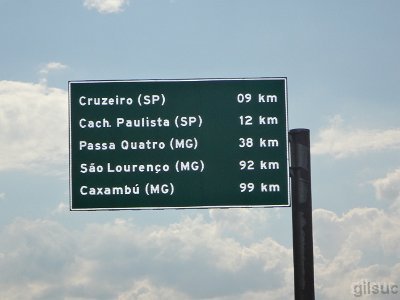 Cruzeiro (SP) 09 km
Cach. Paulista (SP) 12 km
Passa Quatro (MG) 38 km
São Lourenço (MG) 92 km
Caxambú (MG) 99 km
gilsuc